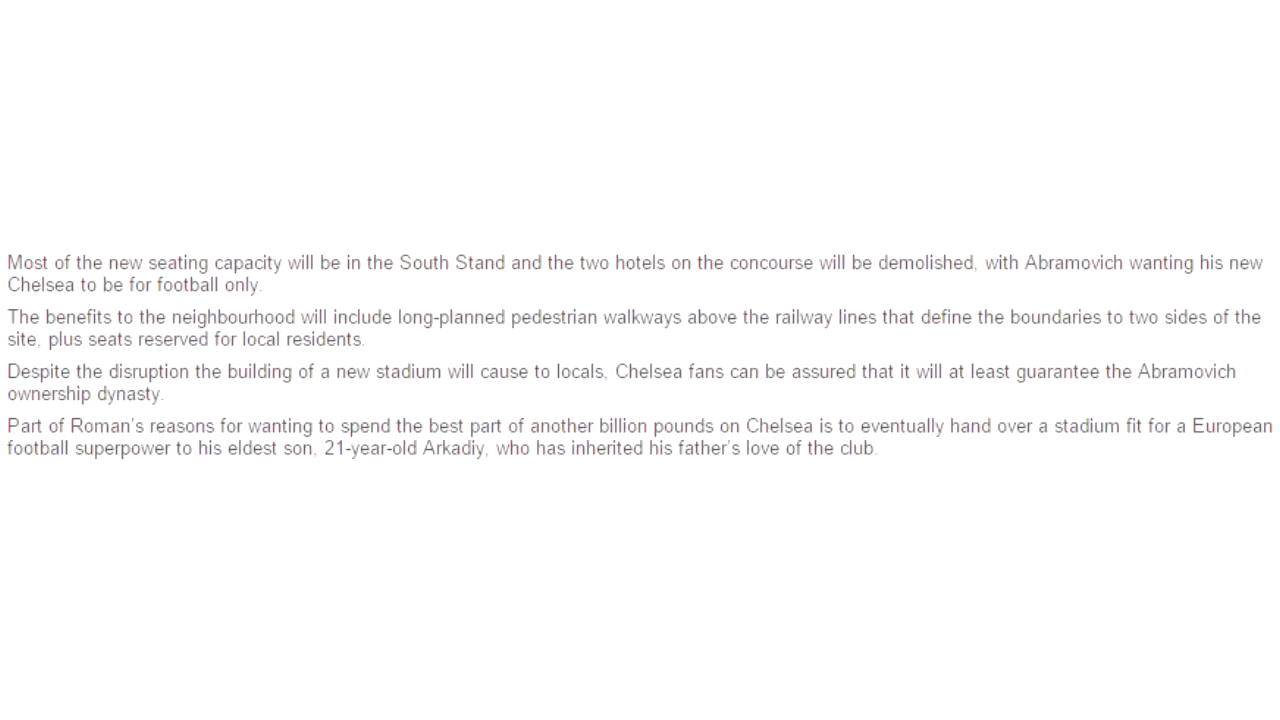 Most of the new seating capacity will be in the South Stand and the two hotels on the concourse will be demolished, with Abramovich wanting his new
Chelsea to be for football only.
The benefits to the neighbourhood will include long-planned pedestrian walkways above the railway lines that define the boundaries to two sides of the
site, plus seats reserved for local residents.
Despite the disruption the building of a new stadium will cause to locals, Chelsea fans can be assured that it will at least guarantee the Abramovich
ownership dynasty.
Part of Roman's reasons for wanting to spend the best part of another billion pounds on Chelsea is to eventually hand over a stadium fit for a European
football superpower to his eldest son, 21-year-old Arkadiy, who has inherited his father's love of the club.